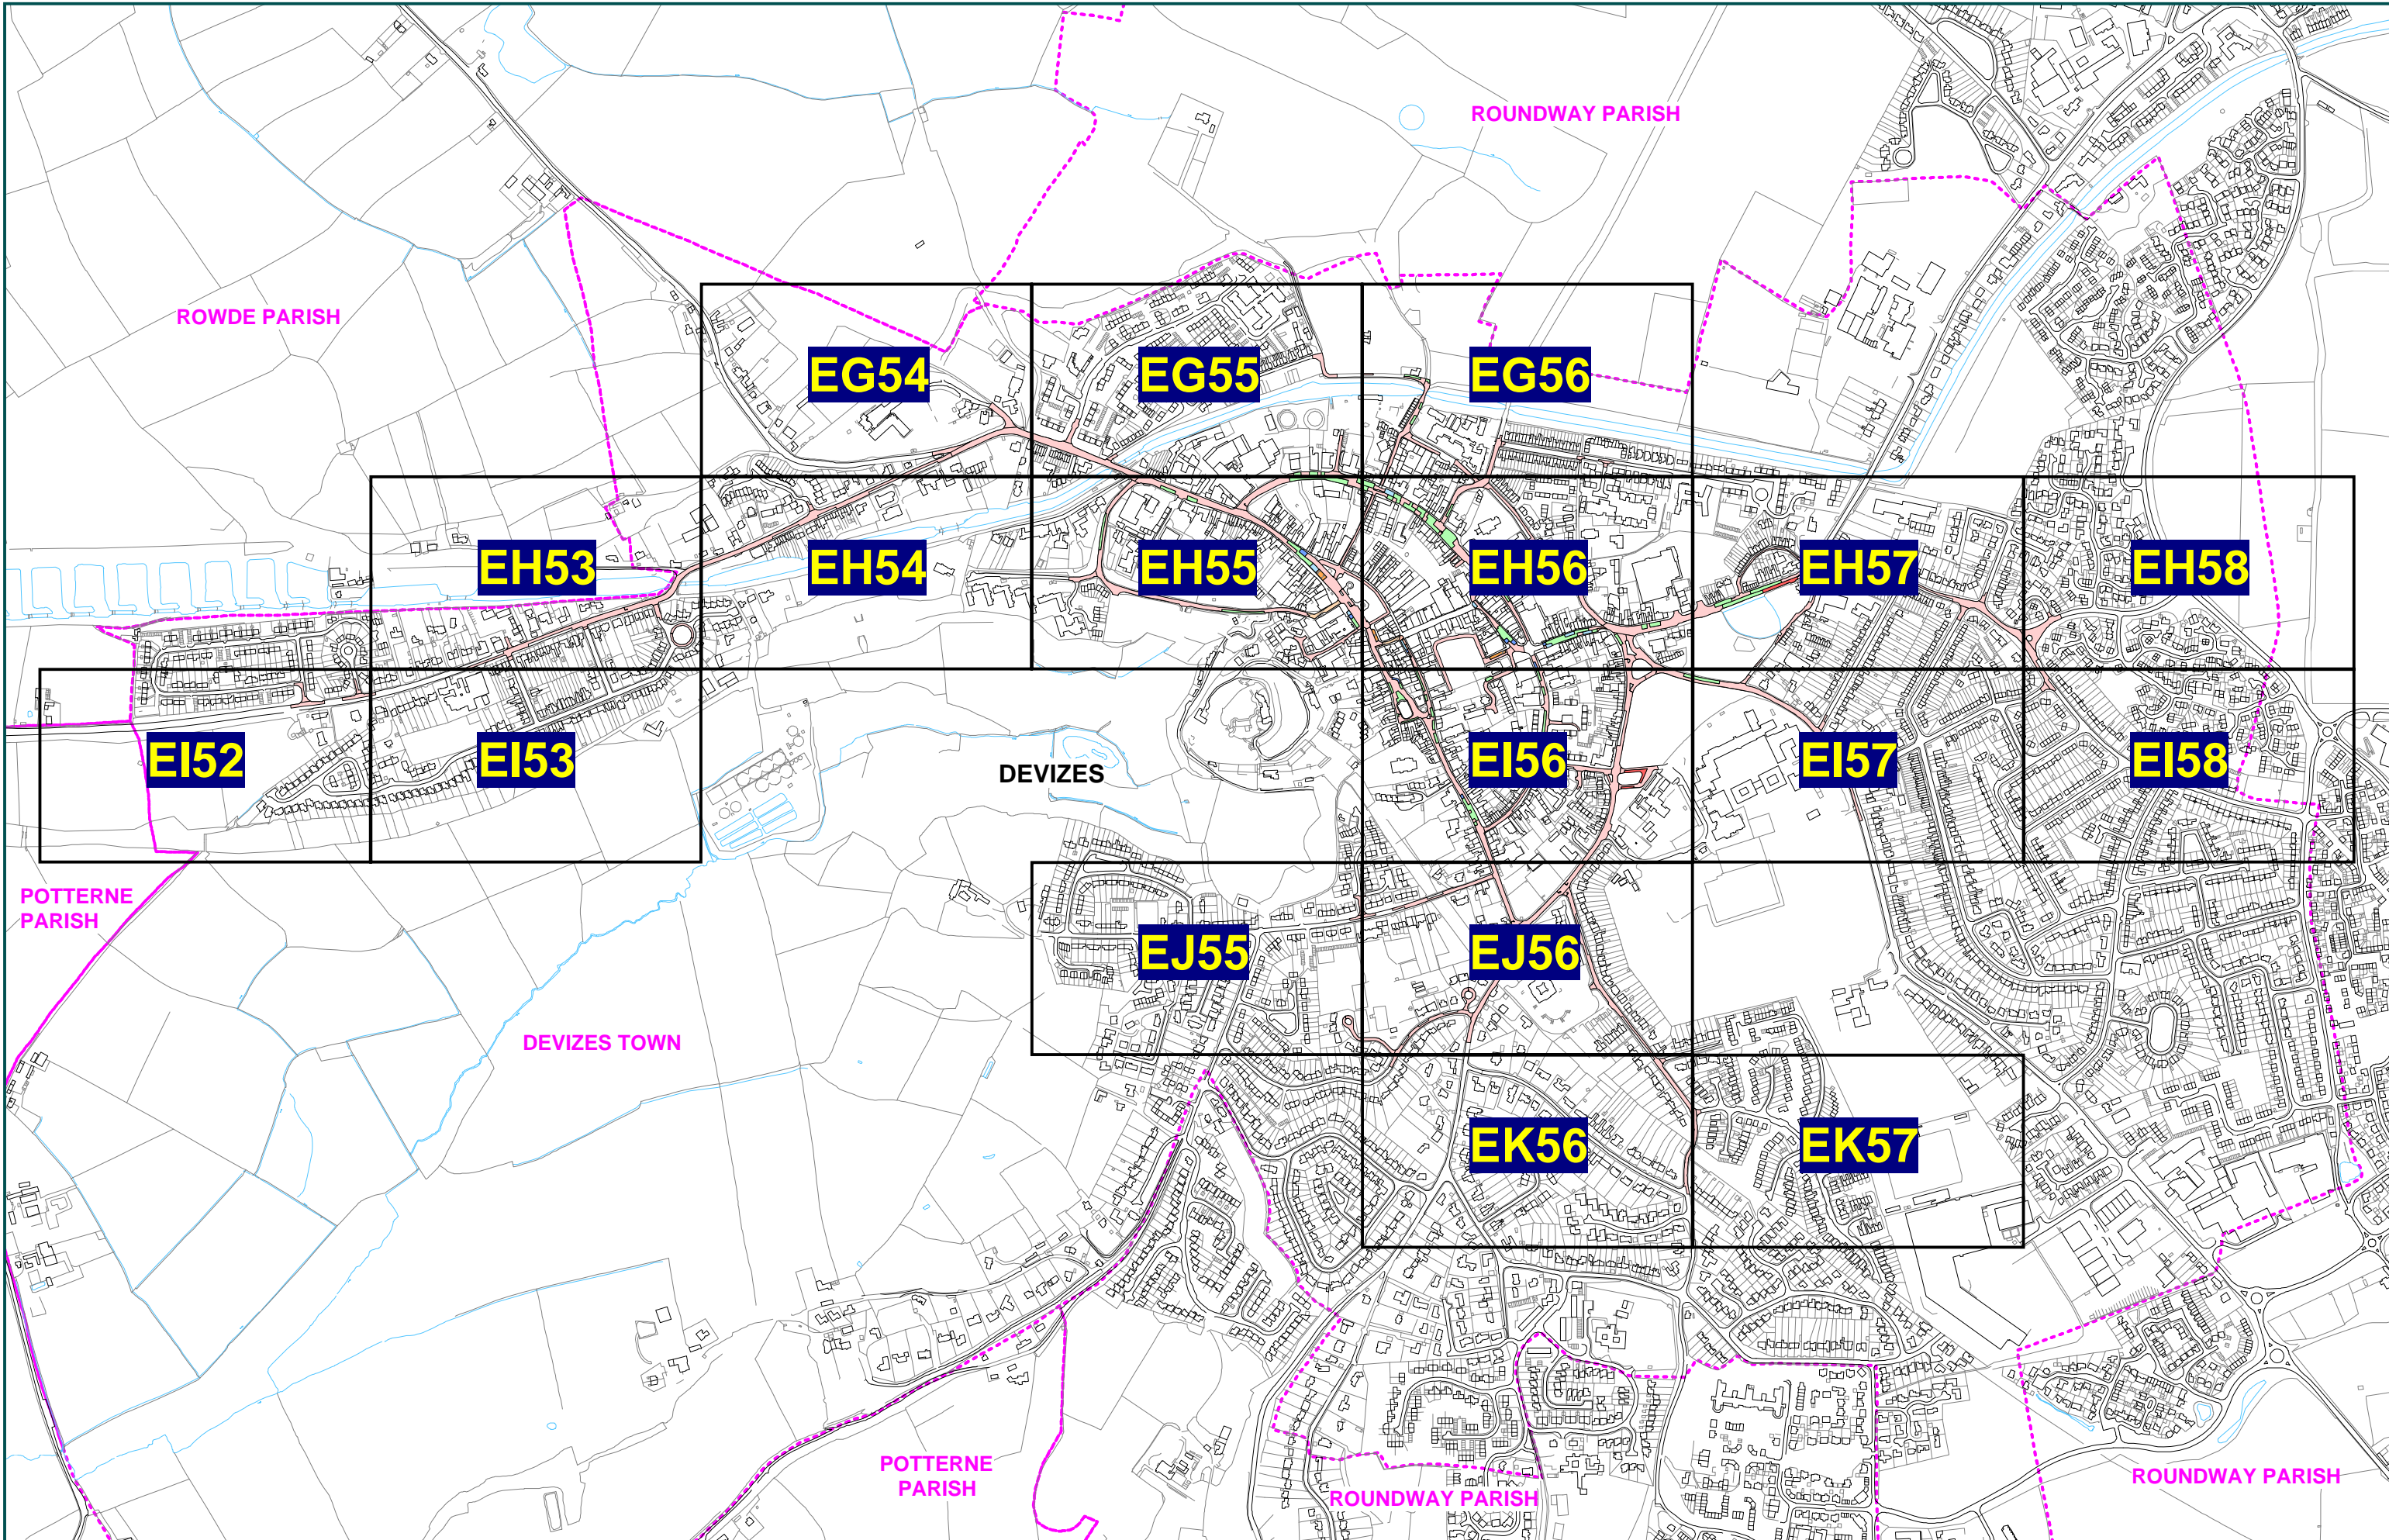 ROUNDWAY PARISH
ROWDE PARISH
EG54
EG55
EG56
EH53
EH54
EH55
EH56
EH57
EH58
EI52
EI53
DEVIZES
EI56
EI57
EI58
POTTERNE
PARISH
EJ55
EJ56
DEVIZES TOWN
EK56
EK57
POTTERNE
PARISH
ROUNDWAY PARISH
ROUNDWAY PARISH